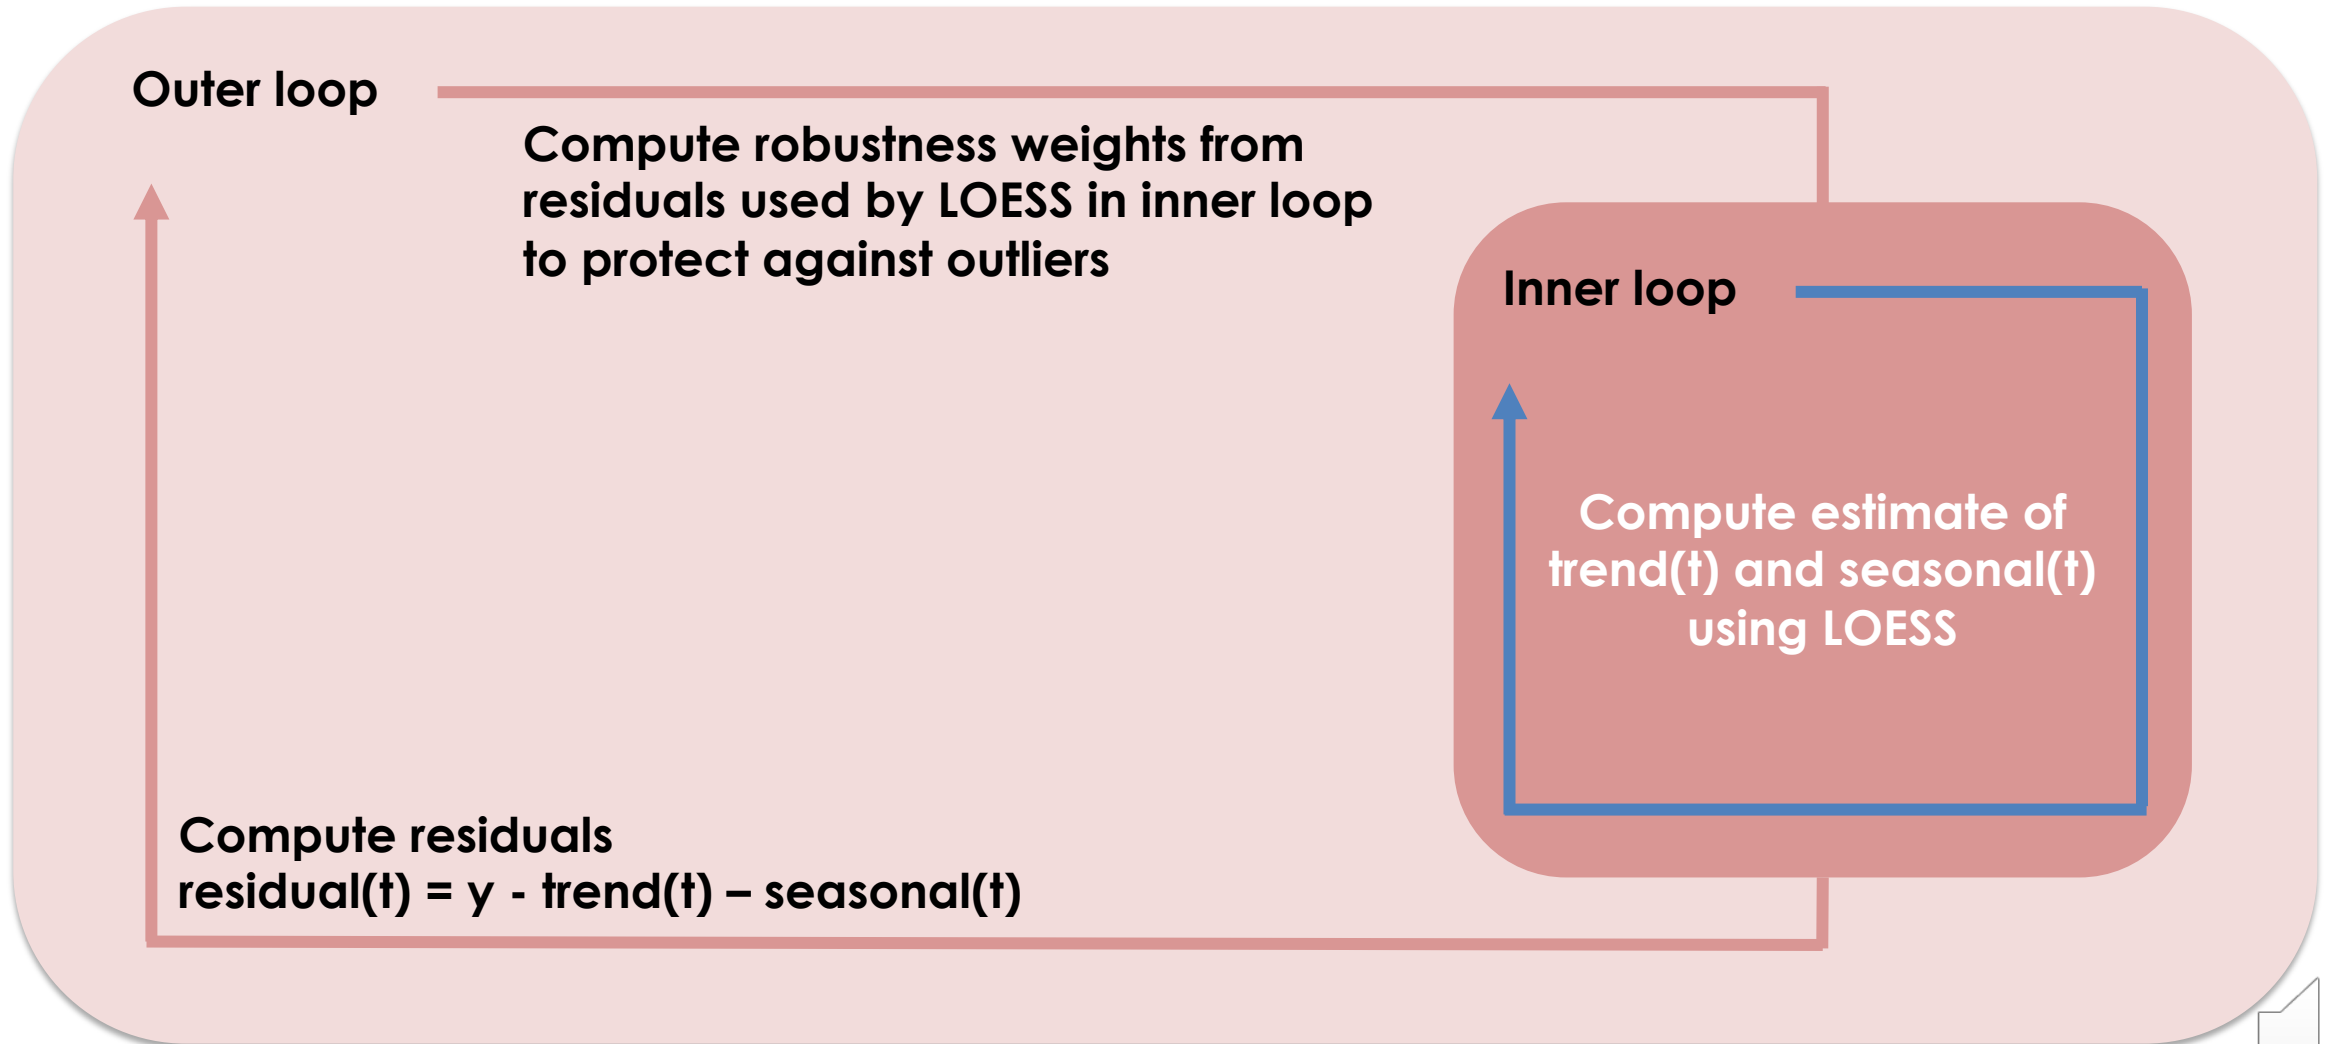 Outer loop
Compute robustness weights from
residuals used by LOESS in inner loop
to protect against outliers
Inner loop
Compute estimate of
trend(t) and seasonal(t)
using LOESS
Compute residuals
residual(t) = y - trend(t) – seasonal(t)